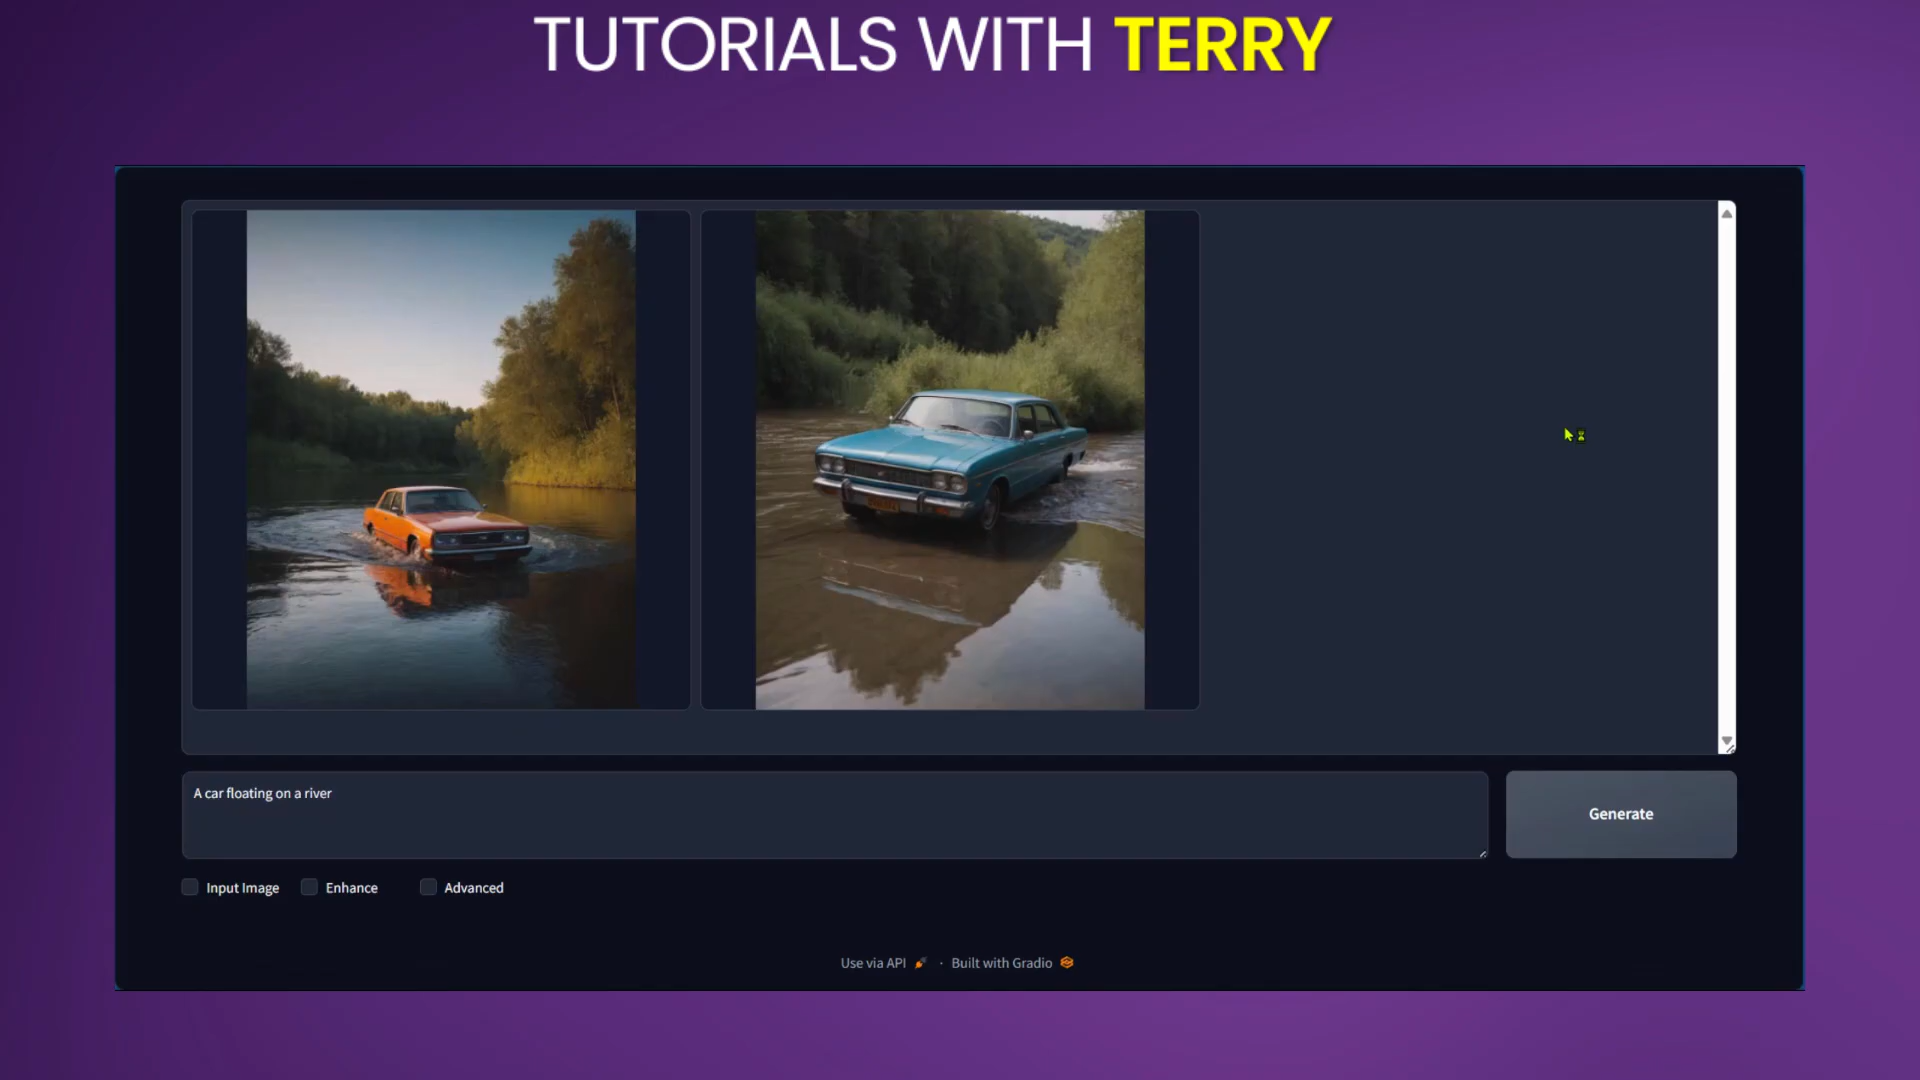 TUTORIALS WITH TERRY
A car floating on a river
Generate
Input Image
Enhance
Advanced
Use via API · Built with Gradio